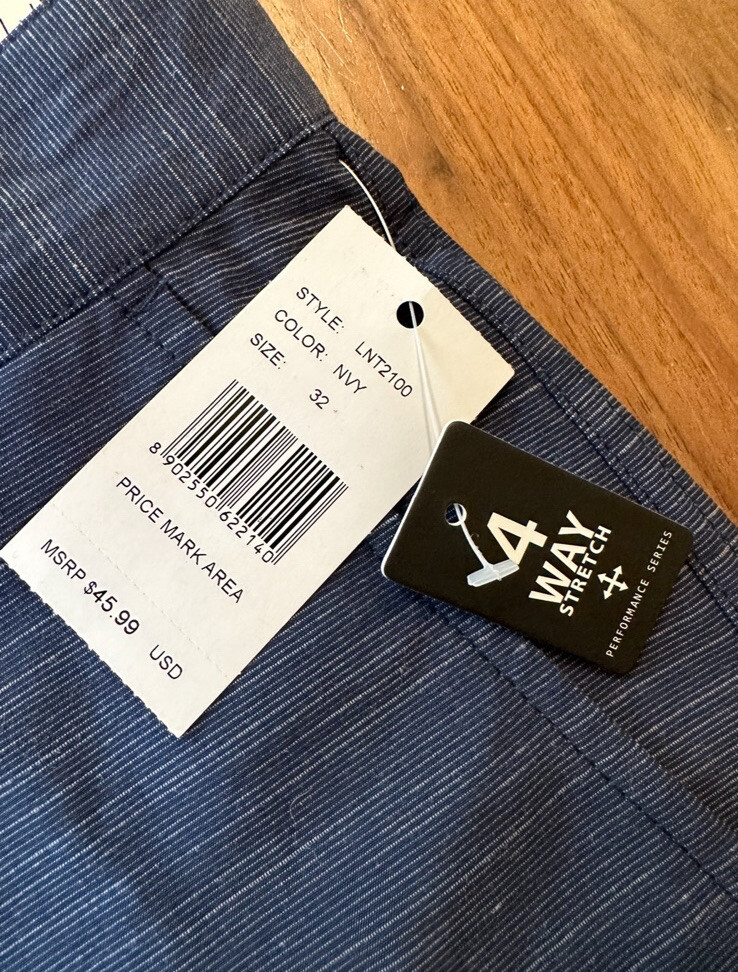 STYLE: LNT2100
COLOR: NVY
SIZE: 32
8 902550 622140
PRICE MARK AREA
MSRP $45.99 USD
4
WAY
STRETCH
PERFORMANCE SERIES